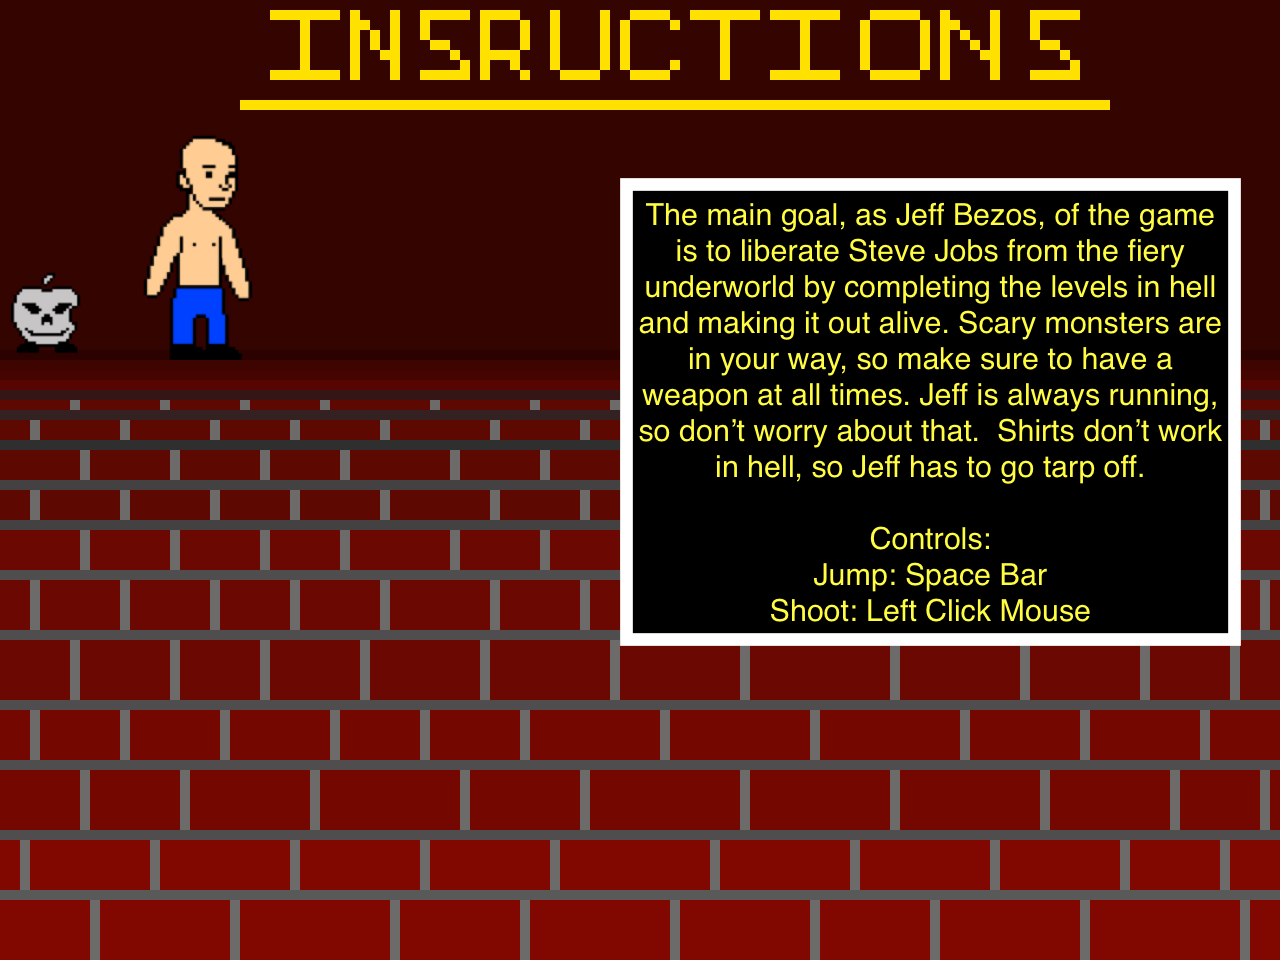 INSRUCTIONS
The main goal, as Jeff Bezos, of the game
is to liberate Steve Jobs from the fiery
underworld by completing the levels in hell
and making it out alive. Scary monsters are
in your way, so make sure to have a
weapon at all times. Jeff is always running,
so don’t worry about that.  Shirts don’t work
in hell, so Jeff has to go tarp off.
Controls:
Jump: Space Bar
Shoot: Left Click Mouse